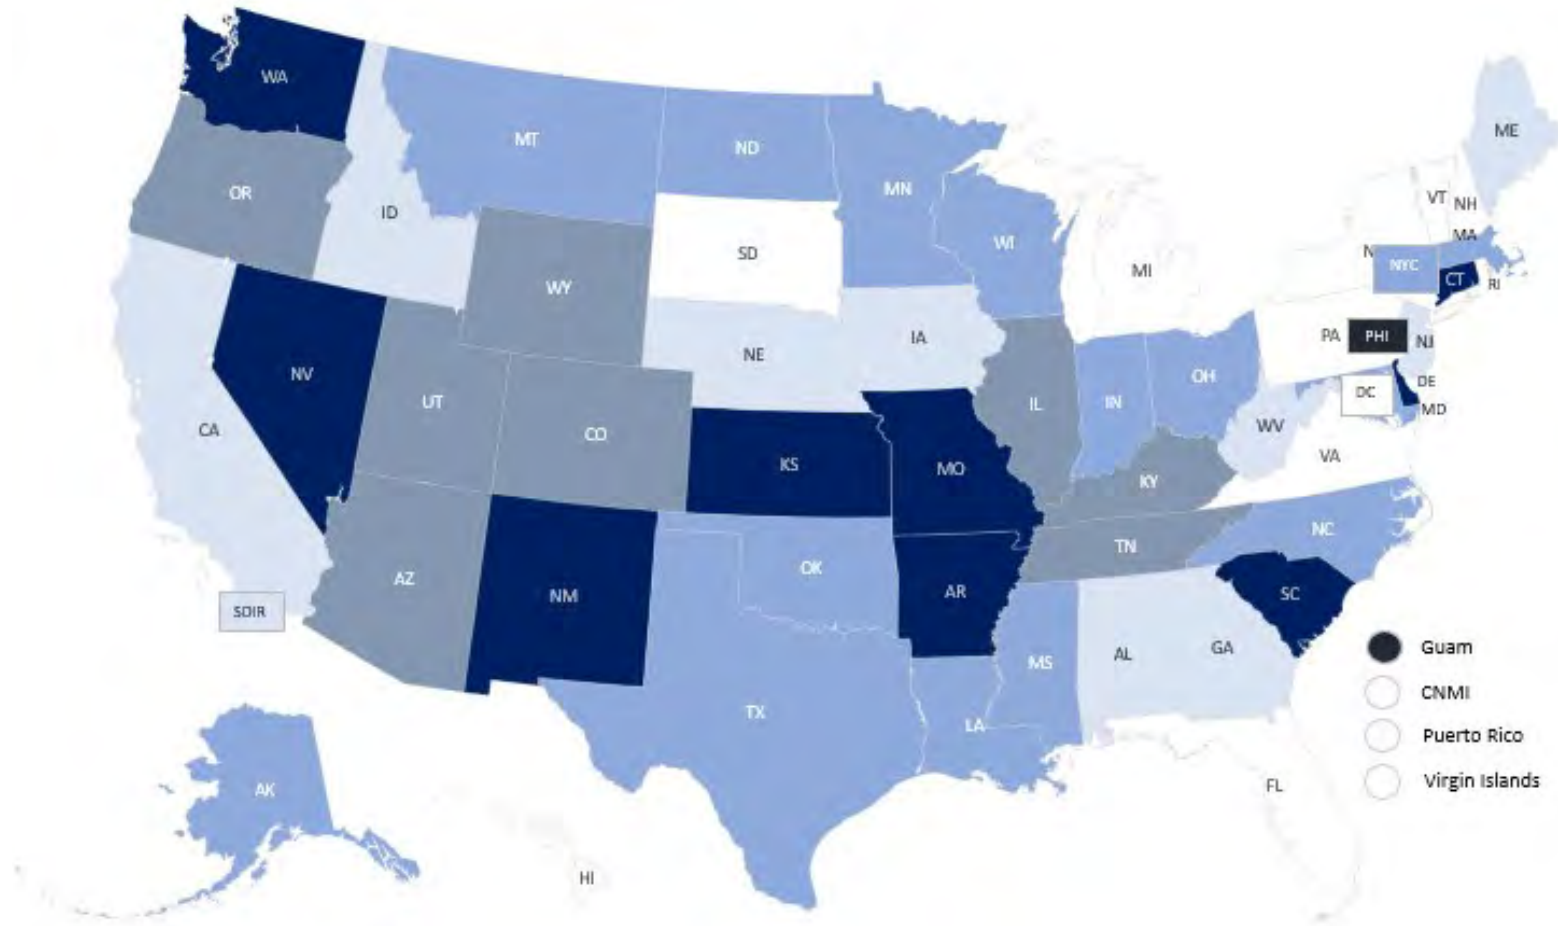 WA
ME
MT
ND
MN
OR
VT
NH
ID
MA
WI
SD
N
NYC
MI
CT
RI
WY
PA
PHI
NJ
IA
NE
NV
OH
DE
DC
UT
IL
IN
MD
CA
CO
WV
VA
KS
MO
KY
NC
TN
OK
AZ
NM
AR
SC
SDIR
GA
AL
MS
TX
LA
AK
FL
HI
Guam
CNMI
Puerto Rico
Virgin Islands